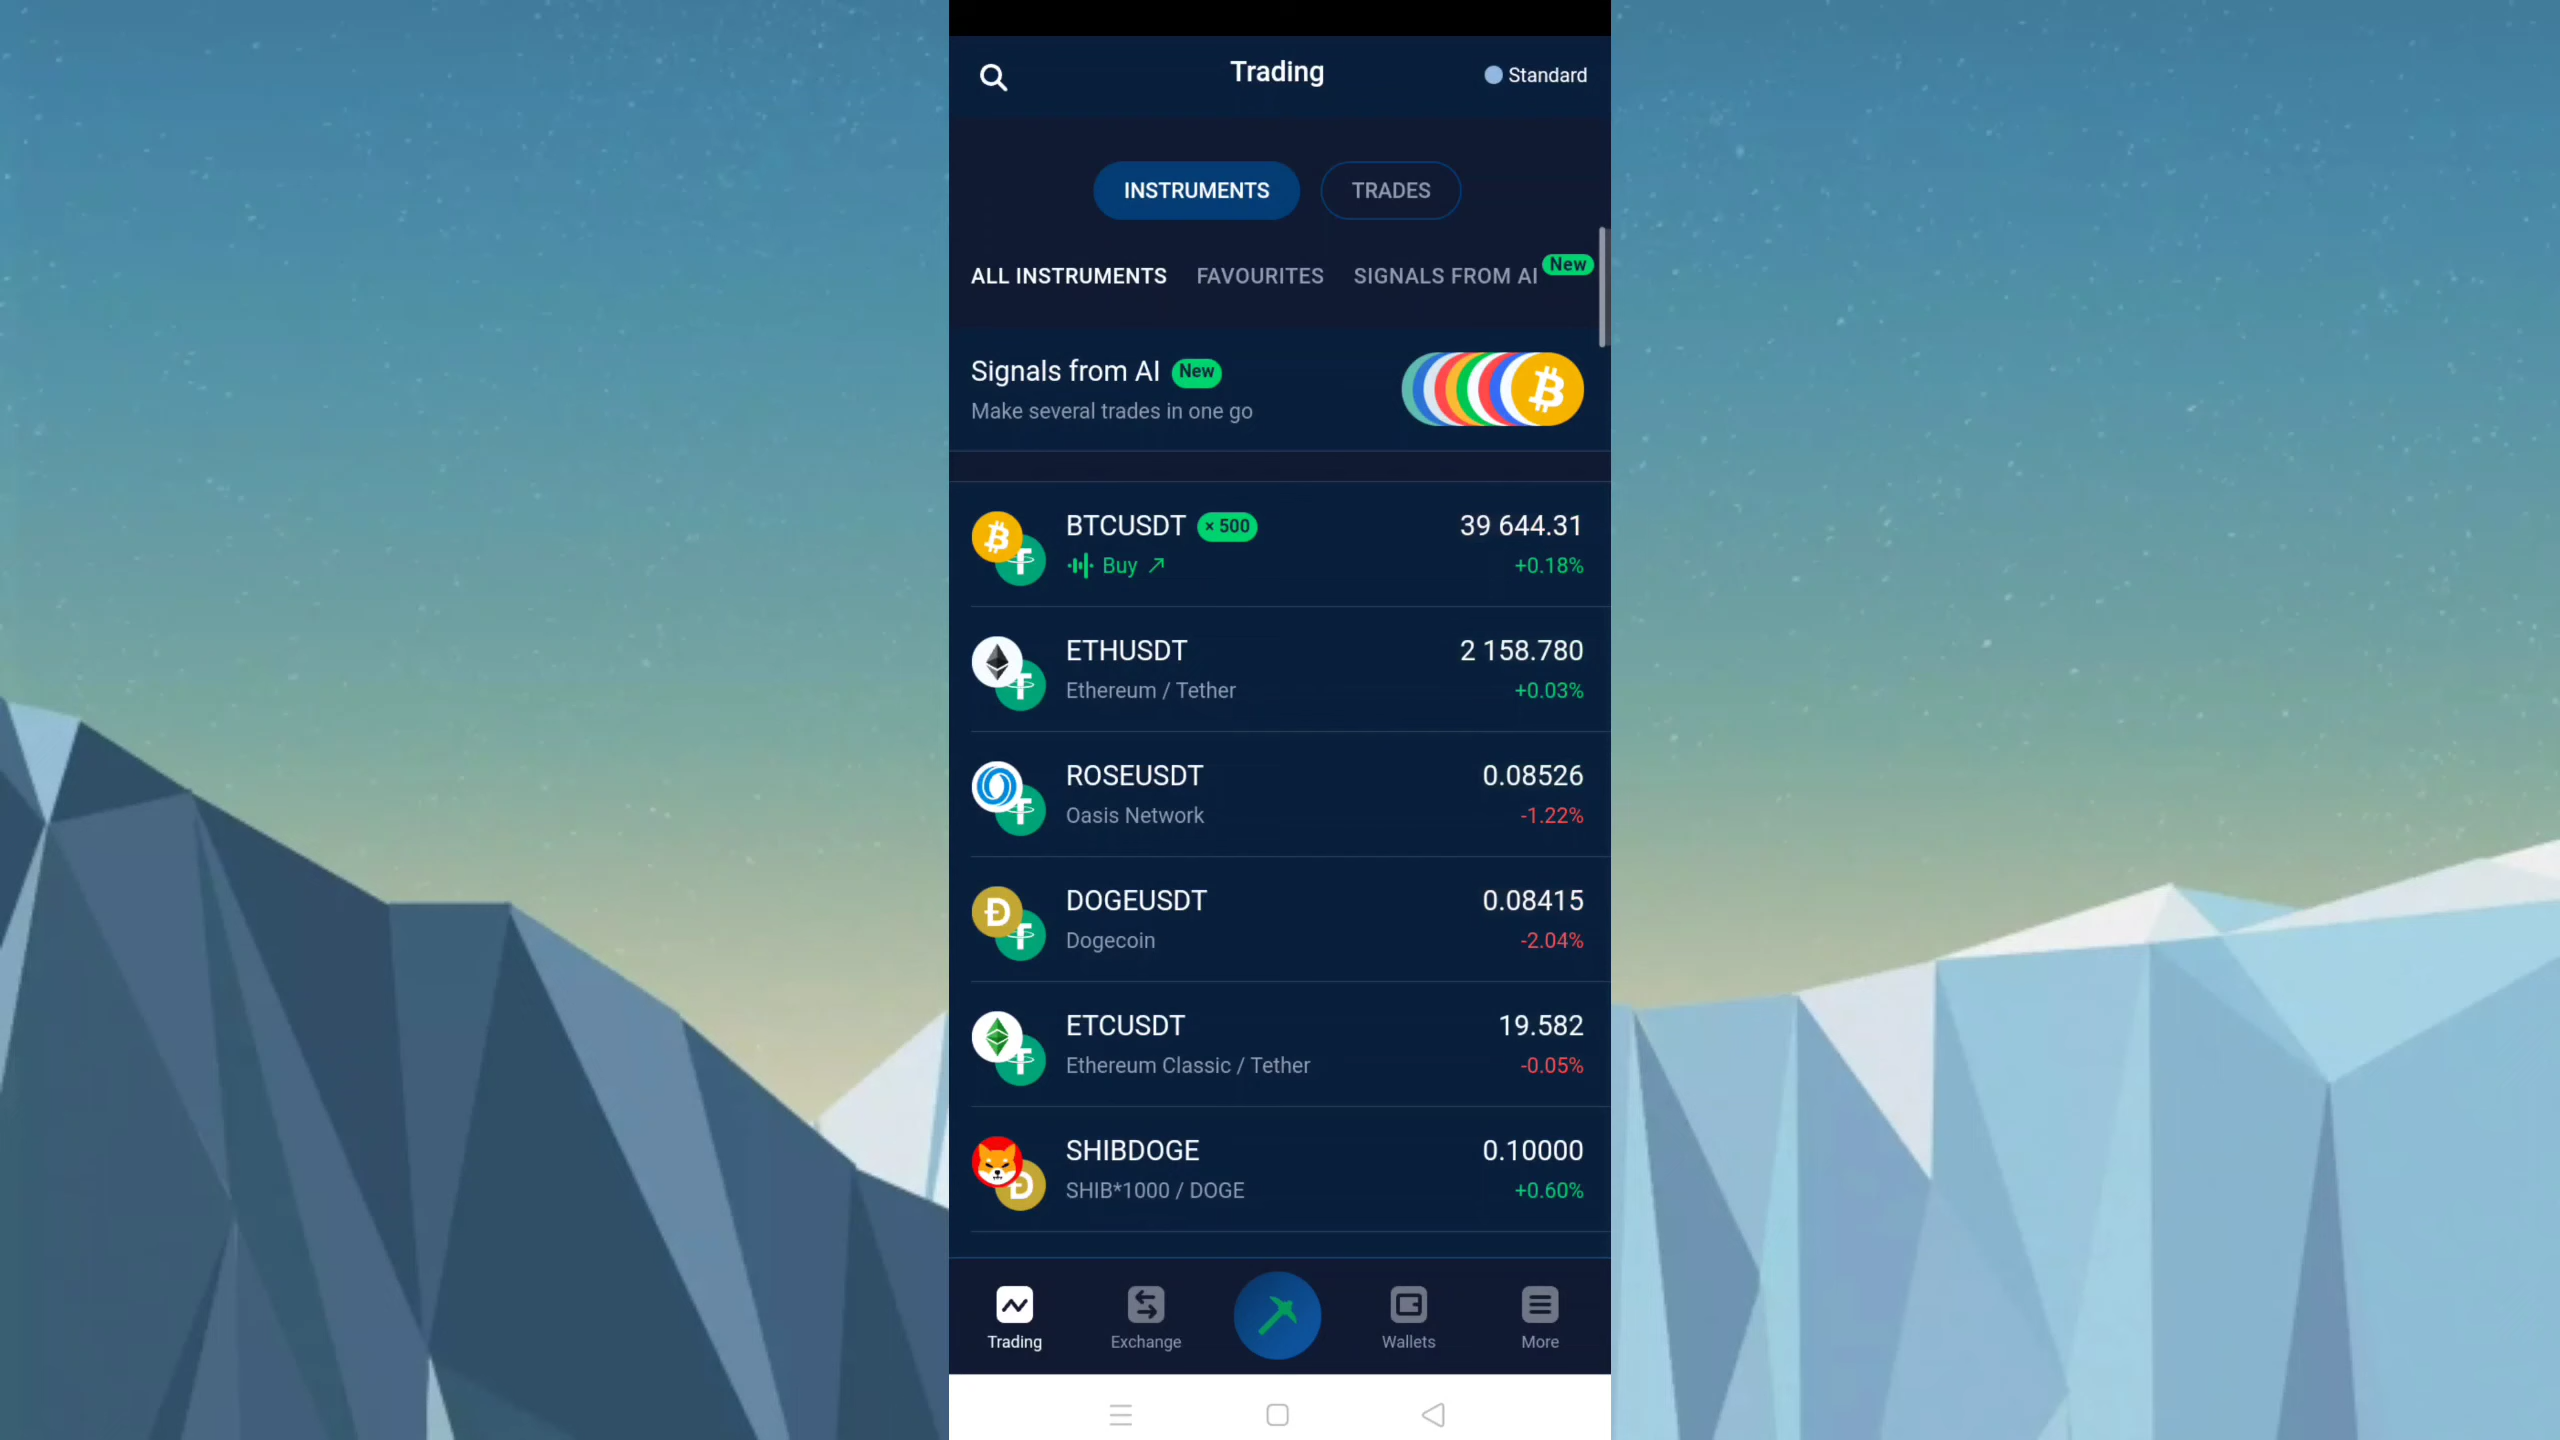 Trading
Standard
INSTRUMENTS
TRADES
ALL INSTRUMENTS
FAVOURITES
SIGNALS FROM AI
New
Signals from AI
New
Make several trades in one go
BTCUSDT
× 500
39 644.31
Buy
+0.18%
ETHUSDT
2 158.780
Ethereum / Tether
+0.03%
ROSEUSDT
0.08526
Oasis Network
-1.22%
DOGEUSDT
0.08415
Dogecoin
-2.04%
ETCUSDT
19.582
Ethereum Classic / Tether
-0.05%
SHIBDOGE
0.10000
SHIB*1000 / DOGE
+0.60%
Trading
Exchange
Wallets
More